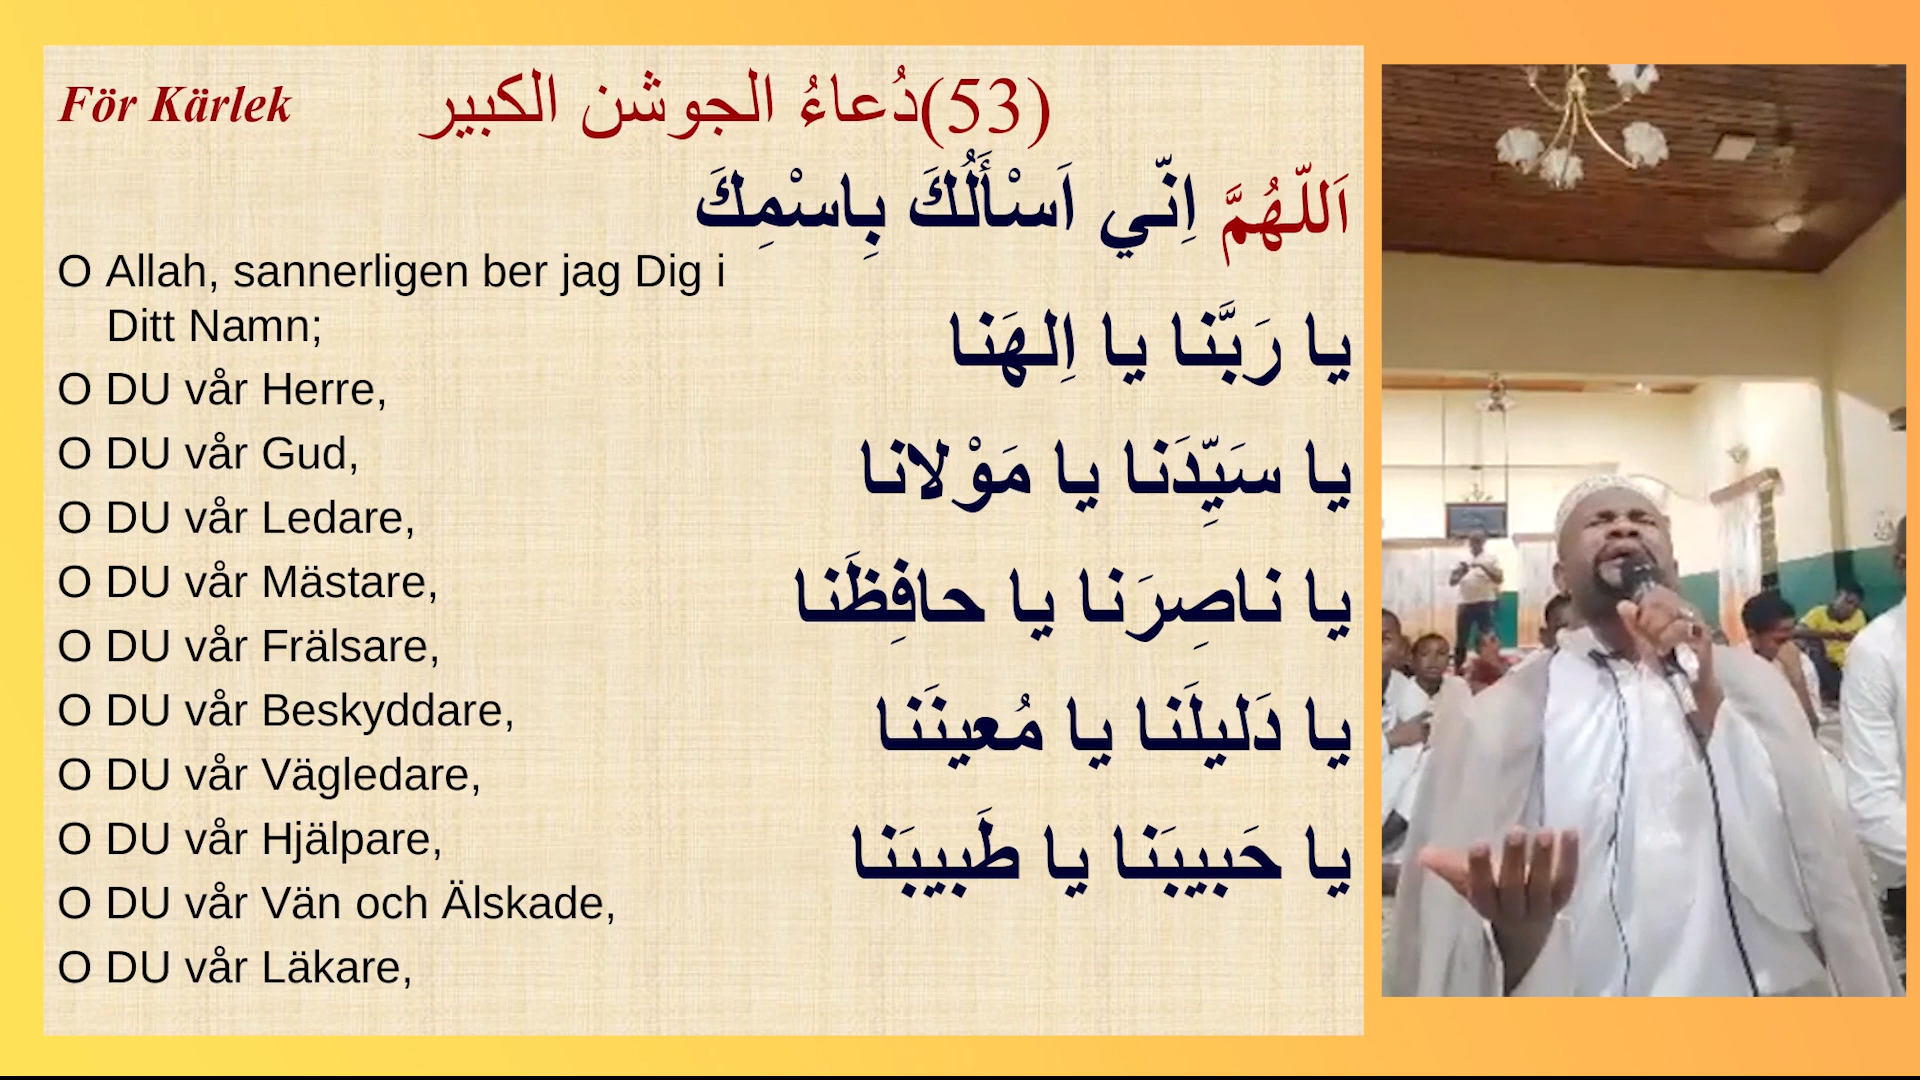 För Kärlek
(53)دُعاءُ الجوشن الكبير
اَللّهُمَّ اِنّي اَسْأَلُكَ بِاسْمِكَ
يا رَبَّنا يا اِلهَنا
يا سَيِّدَنا يا مَوْلانا
يا ناصِرَنا يا حافِظَنا
يا دَليلَنا يا مُعينَنا
يا حَبيبَنا يا طَبيبَنا
O Allah, sannerligen ber jag Dig i
Ditt Namn;
O DU vår Herre,
O DU vår Gud,
O DU vår Ledare,
O DU vår Mästare,
O DU vår Frälsare,
O DU vår Beskyddare,
O DU vår Vägledare,
O DU vår Hjälpare,
O DU vår Vän och Älskade,
O DU vår Läkare,